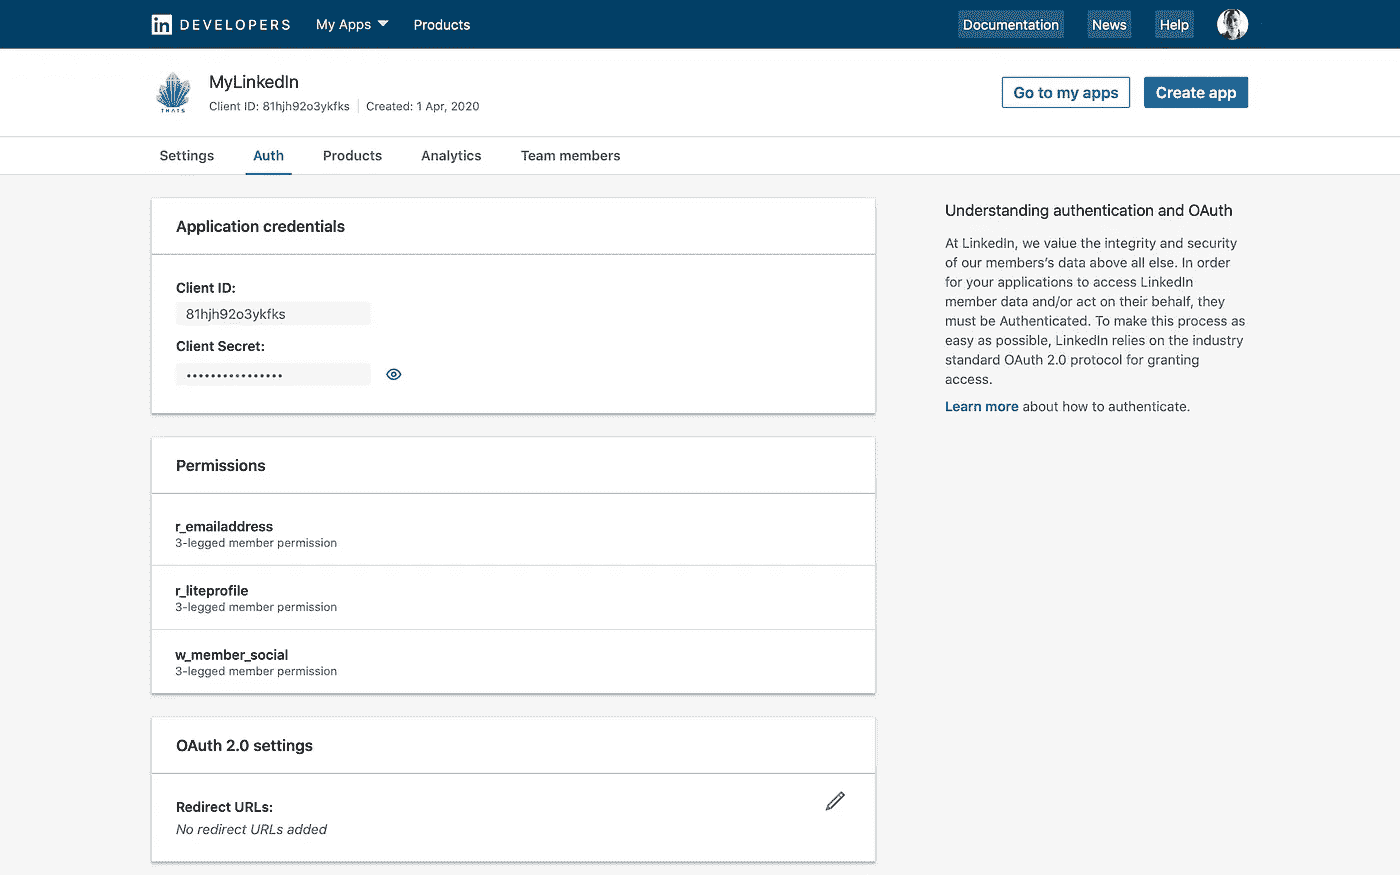 in DEVELOPERS My Apps Products Documentation News Help
MyLinkedIn
Client ID: 81hjh92o3ykfks Created: 1 Apr, 2020
Go to my apps Create app
THATS
Settings Auth Products Analytics Team members
Application credentials
Client ID:
81hjh92o3ykfks
Client Secret:
••••••••••••••••
Permissions
r_emailaddress
3-legged member permission
r_liteprofile
3-legged member permission
w_member_social
3-legged member permission
OAuth 2.0 settings
Redirect URLs:
No redirect URLs added
Understanding authentication and OAuth
At LinkedIn, we value the integrity and security
of our members's data above all else. In order
for your applications to access LinkedIn
member data and/or act on their behalf, they
must be Authenticated. To make this process as
easy as possible, LinkedIn relies on the industry
standard OAuth 2.0 protocol for granting
access.
Learn more about how to authenticate.